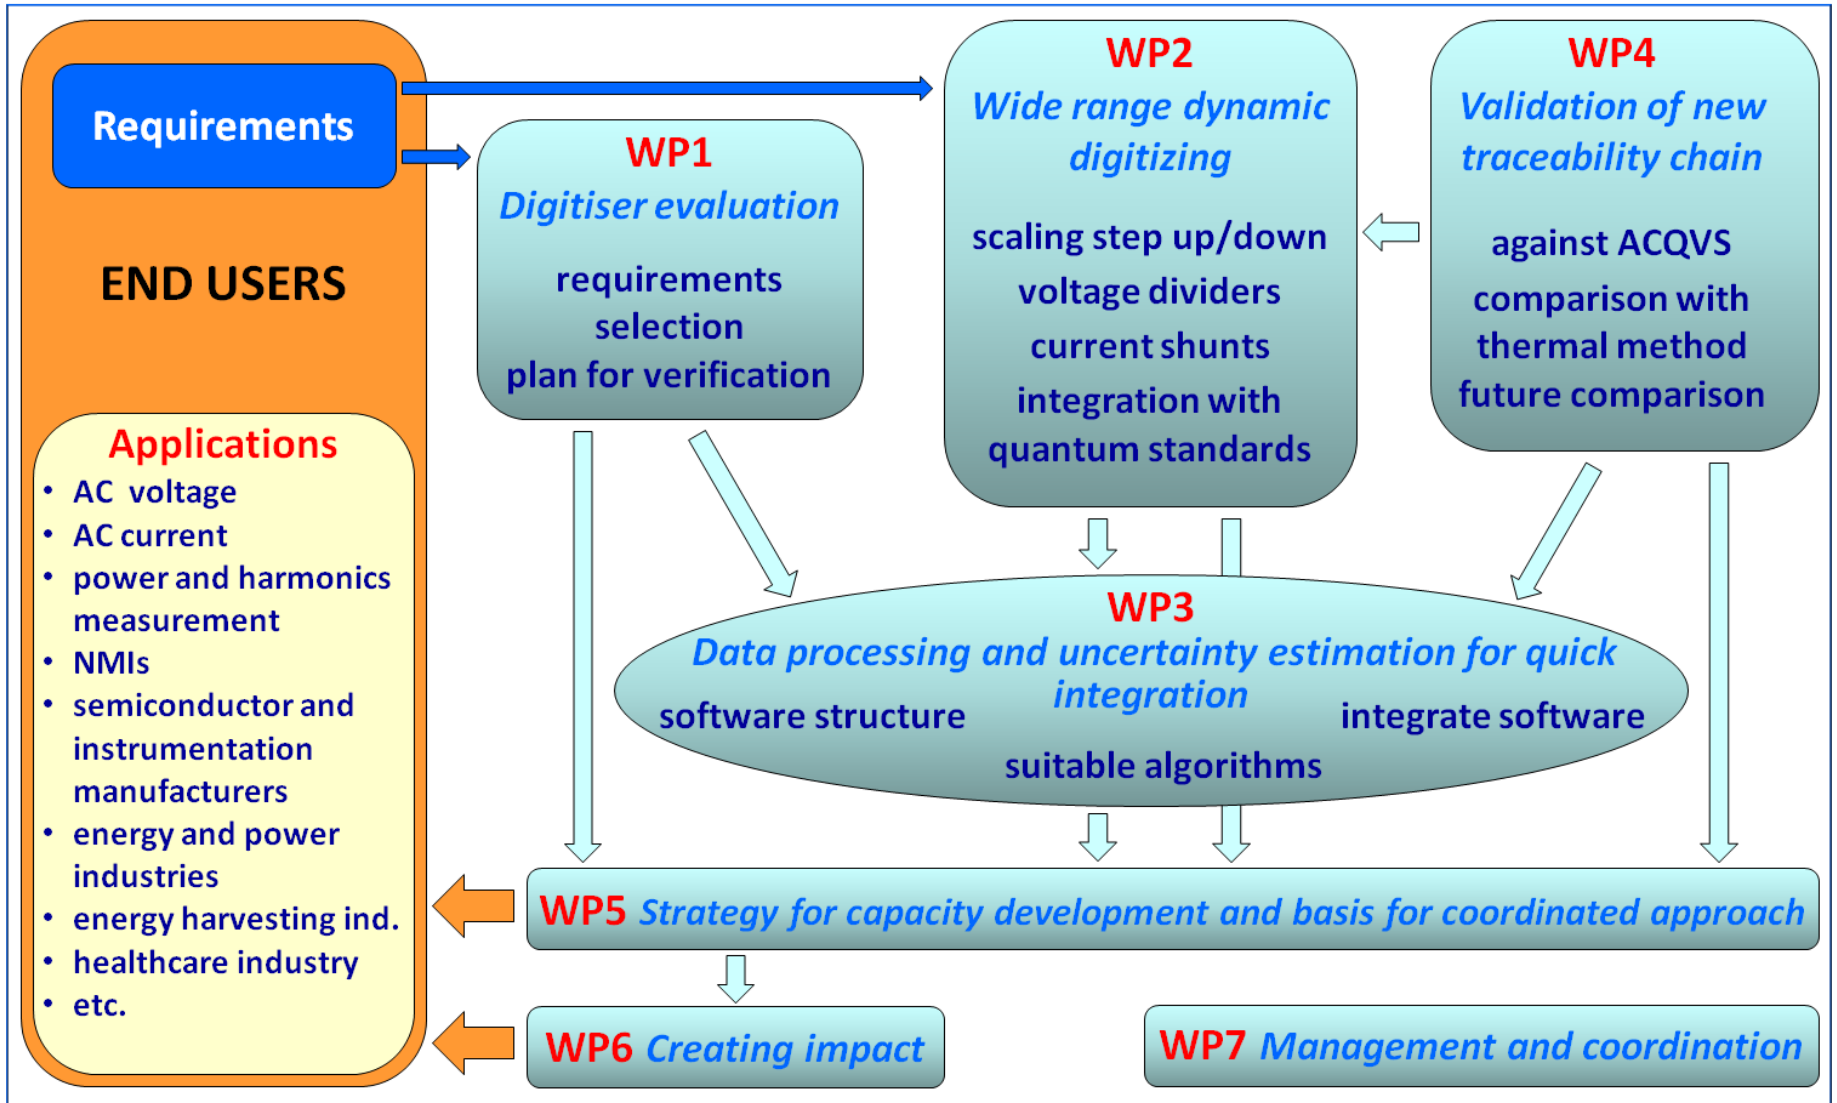 Requirements
END USERS
Applications
• AC voltage
• AC current
• power and harmonics
measurement
• NMIs
• semiconductor and
instrumentation
manufacturers
• energy and power
industries
• energy harvesting ind.
• healthcare industry
• etc.
WP1
Digitiser evaluation
requirements
selection
plan for verification
WP2
Wide range dynamic
digitizing
scaling step up/down
voltage dividers
current shunts
integration with
quantum standards
WP4
Validation of new
traceability chain
against ACQVS
comparison with
thermal method
future comparison
WP3
Data processing and uncertainty estimation for quick
integration
software structure
integrate software
suitable algorithms
WP5 Strategy for capacity development and basis for coordinated approach
WP6 Creating impact
WP7 Management and coordination